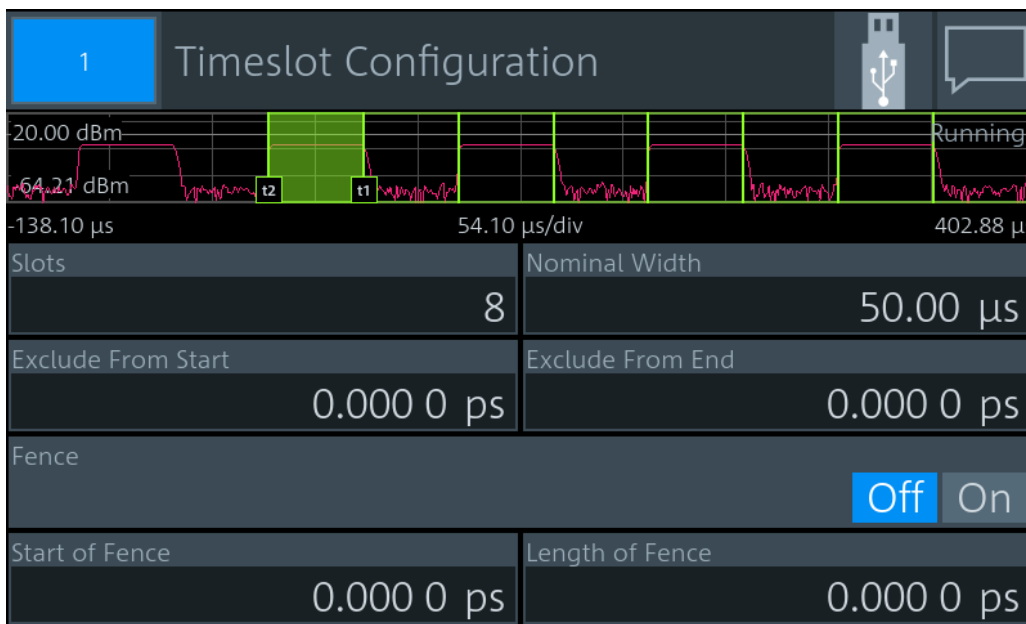 1
Timeslot Configuration
20.00 dBm
Running
-64.21 dBm
t2
t1
-138.10 µs
54.10 µs/div
402.88 µ
Slots
Nominal Width
8
50.00 µs
Exclude From Start
Exclude From End
0.000 0 ps
0.000 0 ps
Fence
Off
On
Start of Fence
Length of Fence
0.000 0 ps
0.000 0 ps